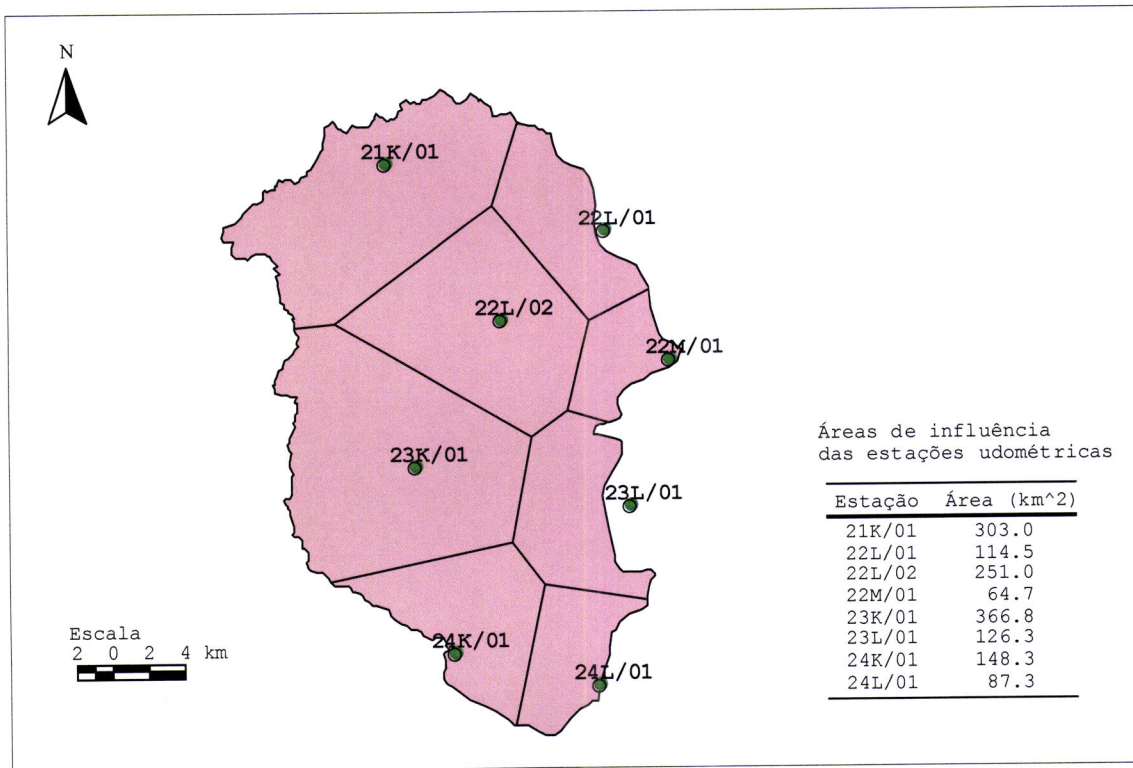 N
21K/01
22L/01
22L/02
22M/01
23K/01
23L/01
24K/01
24L/01
Escala
2 0 2 4 km
Áreas de influência
das estações udométricas
Estação Área (km^2)
21K/01 303.0
22L/01 114.5
22L/02 251.0
22M/01 64.7
23K/01 366.8
23L/01 126.3
24K/01 148.3
24L/01 87.3